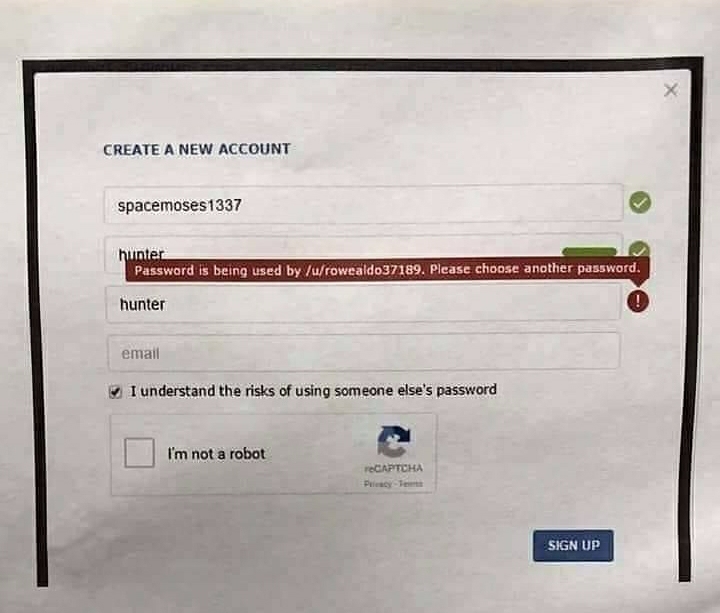 CREATE A NEW ACCOUNT
spacemoses1337
hunter
Password is being used by /u/rowealdo37189. Please choose another password.
hunter
email
I understand the risks of using someone else's password
I'm not a robot
reCAPTCHA
Privacy - Terms
SIGN UP